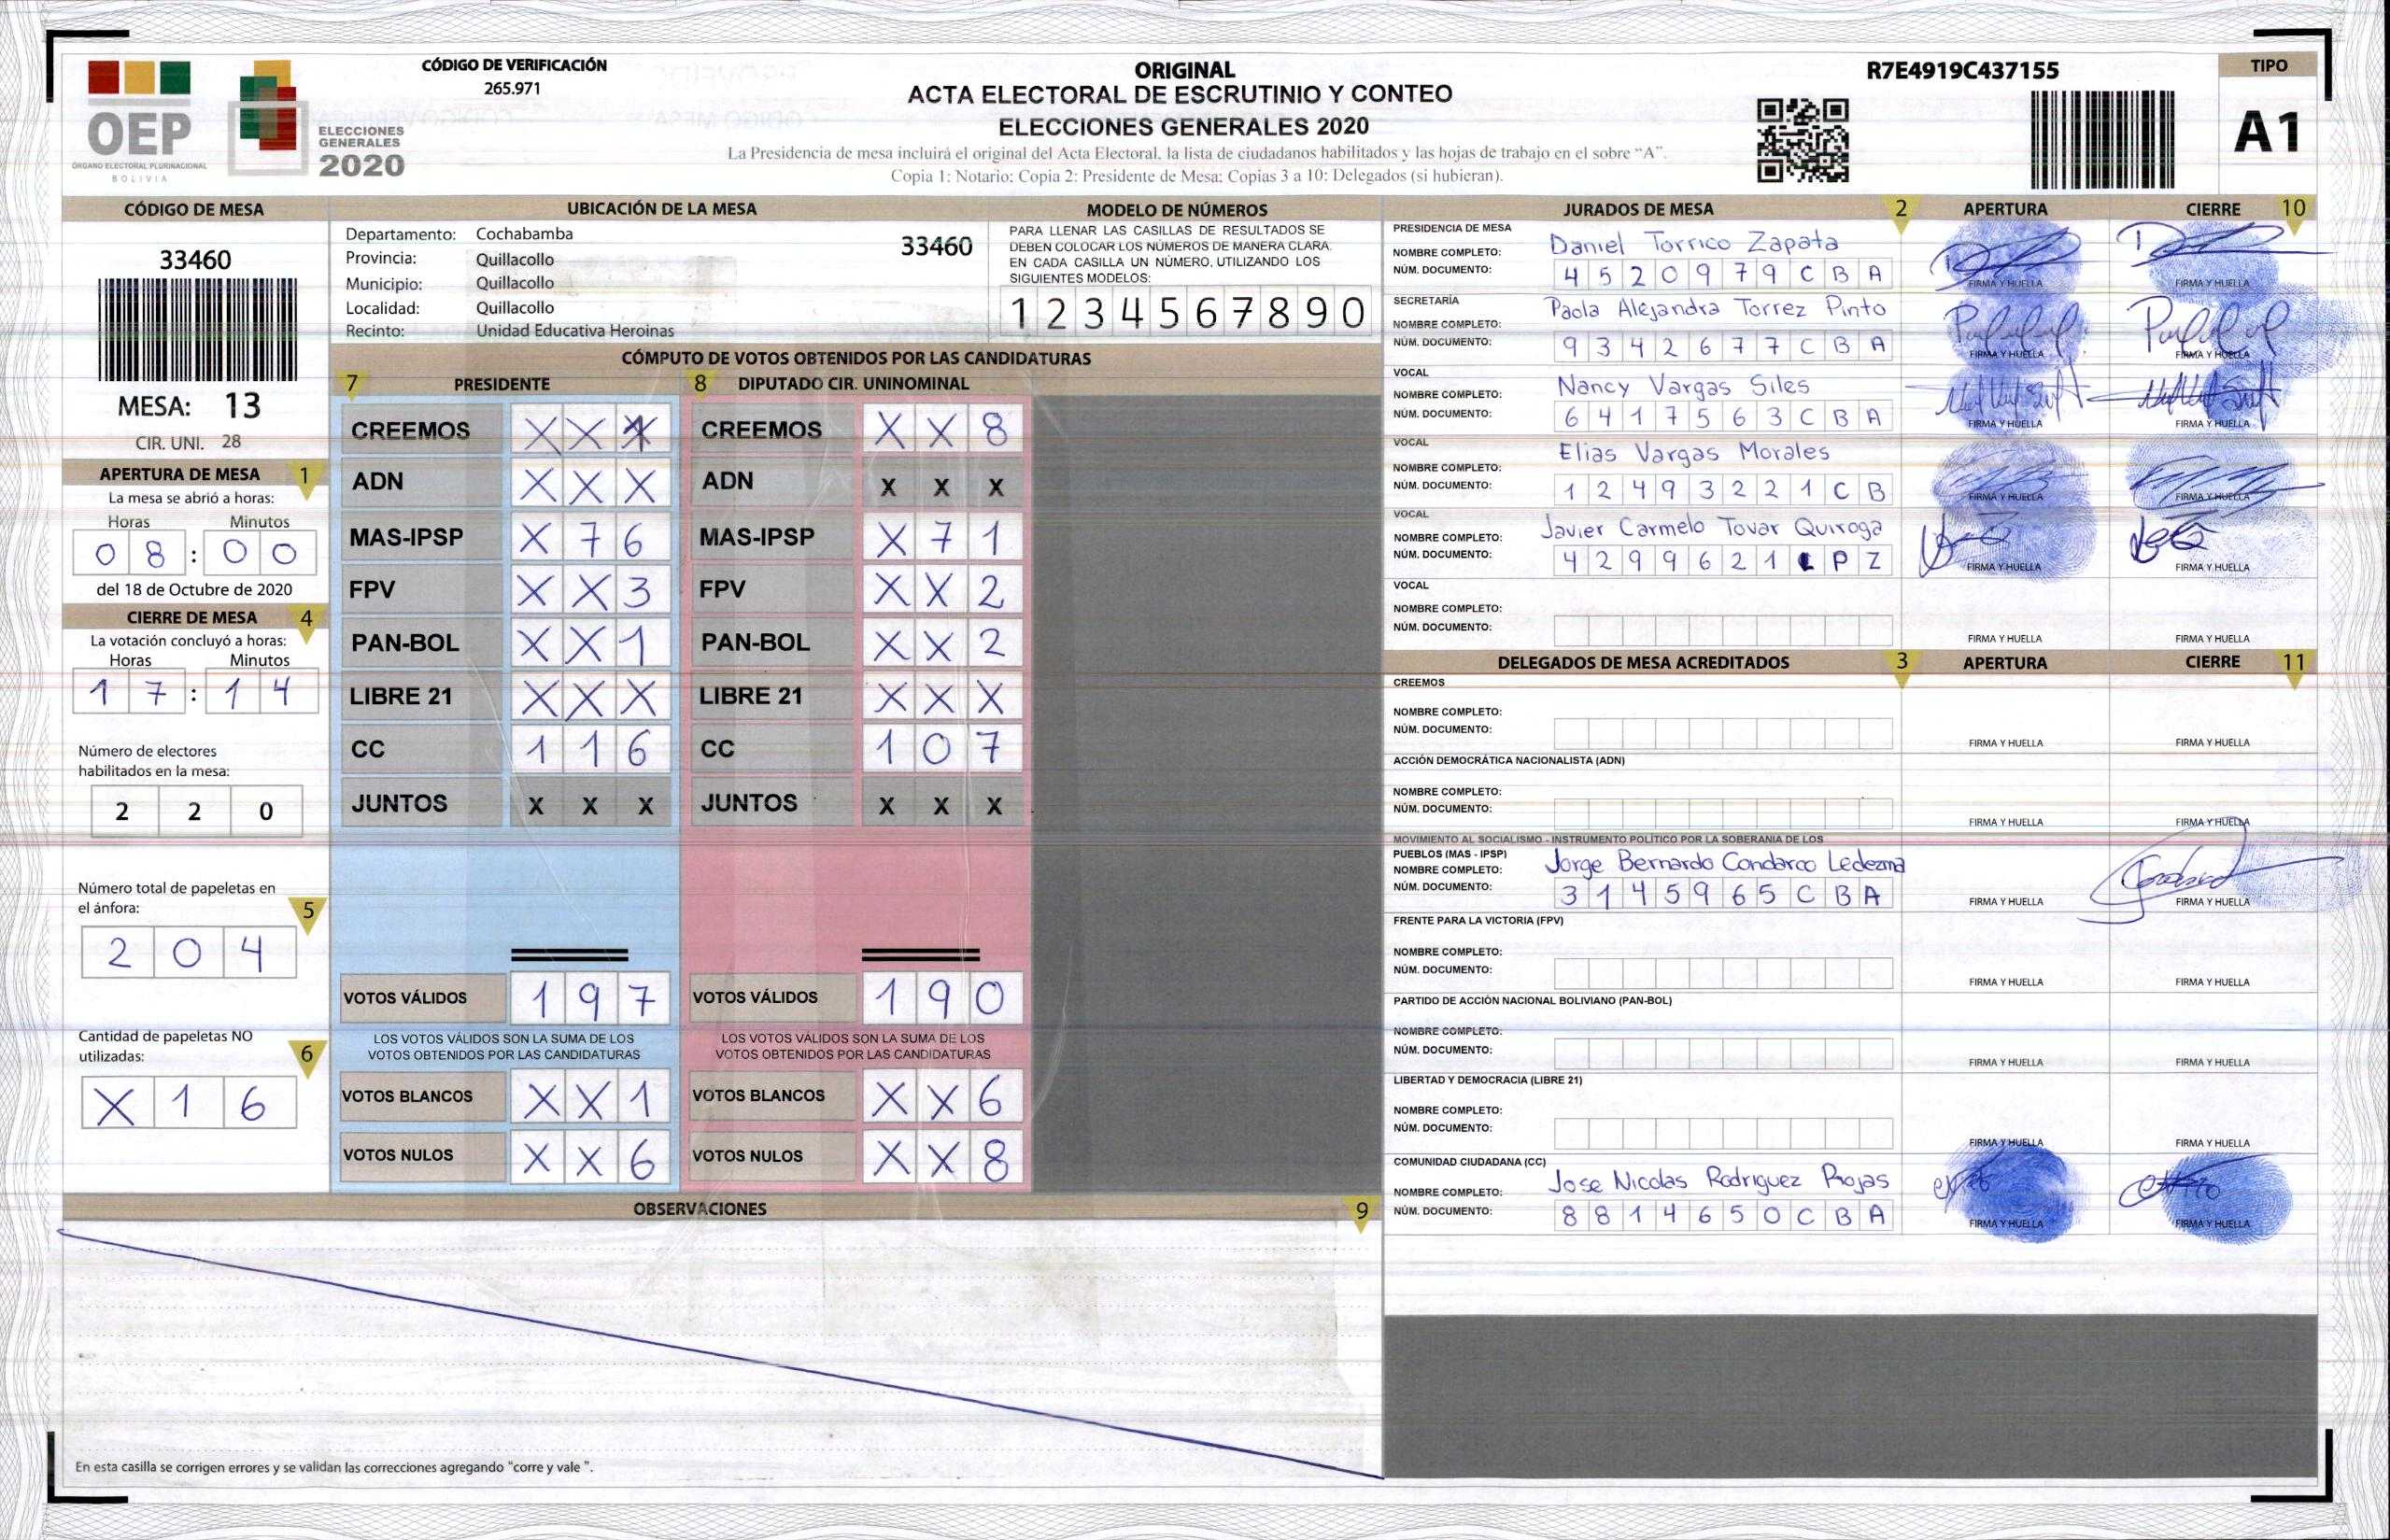 OEP
ÓRGANO ELECTORAL PLURINACIONAL
BOLIVIA
ELECCIONES
GENERALES
2020
CÓDIGO DE VERIFICACIÓN
265.971
ORIGINAL
ACTA ELECTORAL DE ESCRUTINIO Y CONTEO
ELECCIONES GENERALES 2020
La Presidencia de mesa incluirá el original del Acta Electoral, la lista de ciudadanos habilitados y las hojas de trabajo en el sobre "A".
Copia 1: Notario; Copia 2: Presidente de Mesa; Copias 3 a 10: Delegados (si hubieran).
R7E4919C437155
TIPO
A1
CÓDIGO DE MESA
33460
MESA: 13
CIR. UNI. 28
APERTURA DE MESA 1
La mesa se abrió a horas:
Horas Minutos
0 8 : 0 0
del 18 de Octubre de 2020
CIERRE DE MESA 4
La votación concluyó a horas:
Horas Minutos
1 7 : 1 4
Número de electores
habilitados en la mesa:
2 2 0
Número total de papeletas en
el ánfora:
5
2 0 4
Cantidad de papeletas NO
utilizadas:
6
X 1 6
UBICACIÓN DE LA MESA
Departamento: Cochabamba
33460
Provincia: Quillacollo
Municipio: Quillacollo
Localidad: Quillacollo
Recinto: Unidad Educativa Heroinas
MODELO DE NÚMEROS
PARA LLENAR LAS CASILLAS DE RESULTADOS SE
DEBEN COLOCAR LOS NÚMEROS DE MANERA CLARA.
EN CADA CASILLA UN NÚMERO, UTILIZANDO LOS
SIGUIENTES MODELOS:
1 2 3 4 5 6 7 8 9 0
CÓMPUTO DE VOTOS OBTENIDOS POR LAS CANDIDATURAS
7 PRESIDENTE 8 DIPUTADO CIR. UNINOMINAL
CREEMOS X X CREEMOS X X 8
ADN X X X ADN X X X
MAS-IPSP X 7 6 MAS-IPSP X 7 1
FPV X X 3 FPV X X 2
PAN-BOL X X 1 PAN-BOL X X 2
LIBRE 21 X X X LIBRE 21 X X X
CC 1 1 6 CC 1 0 7
JUNTOS X X X JUNTOS X X X
VOTOS VÁLIDOS 1 9 7 VOTOS VÁLIDOS 1 9 0
LOS VOTOS VÁLIDOS SON LA SUMA DE LOS LOS VOTOS VÁLIDOS SON LA SUMA DE LOS
VOTOS OBTENIDOS POR LAS CANDIDATURAS VOTOS OBTENIDOS POR LAS CANDIDATURAS
VOTOS BLANCOS X X 1 VOTOS BLANCOS X X 6
VOTOS NULOS X X 6 VOTOS NULOS X X 8
OBSERVACIONES 9
En esta casilla se corrigen errores y se validan las correcciones agregando "corre y vale ".
JURADOS DE MESA 2 APERTURA CIERRE 10
PRESIDENCIA DE MESA
NOMBRE COMPLETO: Daniel Torrico Zapata
NÚM. DOCUMENTO: 4 5 2 0 9 7 9 C B A
FIRMA Y HUELLA FIRMA Y HUELLA
SECRETARÍA
NOMBRE COMPLETO: Paola Alejandra Torrez Pinto
NÚM. DOCUMENTO: 9 3 4 2 6 7 7 C B A
FIRMA Y HUELLA FIRMA Y HUELLA
VOCAL
NOMBRE COMPLETO: Nancy Vargas Siles
NÚM. DOCUMENTO: 6 4 1 7 5 6 3 C B A
FIRMA Y HUELLA FIRMA Y HUELLA
VOCAL
NOMBRE COMPLETO: Elias Vargas Morales
NÚM. DOCUMENTO: 1 2 4 9 3 2 2 1 C B
FIRMA Y HUELLA FIRMA Y HUELLA
VOCAL
NOMBRE COMPLETO: Javier Carmelo Tovar Quiroga
NÚM. DOCUMENTO: 4 2 9 9 6 2 1 L P Z
FIRMA Y HUELLA FIRMA Y HUELLA
VOCAL
NOMBRE COMPLETO:
NÚM. DOCUMENTO:
FIRMA Y HUELLA FIRMA Y HUELLA
DELEGADOS DE MESA ACREDITADOS 3 APERTURA CIERRE 11
CREEMOS
NOMBRE COMPLETO:
NÚM. DOCUMENTO:
FIRMA Y HUELLA FIRMA Y HUELLA
ACCIÓN DEMOCRÁTICA NACIONALISTA (ADN)
NOMBRE COMPLETO:
NÚM. DOCUMENTO:
FIRMA Y HUELLA FIRMA Y HUELLA
MOVIMIENTO AL SOCIALISMO - INSTRUMENTO POLÍTICO POR LA SOBERANIA DE LOS
PUEBLOS (MAS - IPSP)
NOMBRE COMPLETO: Jorge Bernardo Condarco Ledezma
NÚM. DOCUMENTO: 3 1 4 5 9 6 5 C B A
FIRMA Y HUELLA FIRMA Y HUELLA
FRENTE PARA LA VICTORIA (FPV)
NOMBRE COMPLETO:
NÚM. DOCUMENTO:
FIRMA Y HUELLA FIRMA Y HUELLA
PARTIDO DE ACCIÓN NACIONAL BOLIVIANO (PAN-BOL)
NOMBRE COMPLETO:
NÚM. DOCUMENTO:
FIRMA Y HUELLA FIRMA Y HUELLA
LIBERTAD Y DEMOCRACIA (LIBRE 21)
NOMBRE COMPLETO:
NÚM. DOCUMENTO:
FIRMA Y HUELLA FIRMA Y HUELLA
COMUNIDAD CIUDADANA (CC)
NOMBRE COMPLETO: Jose Nicolas Rodriguez Rojas
NÚM. DOCUMENTO: 8 8 1 4 6 5 0 C B A
FIRMA Y HUELLA FIRMA Y HUELLA